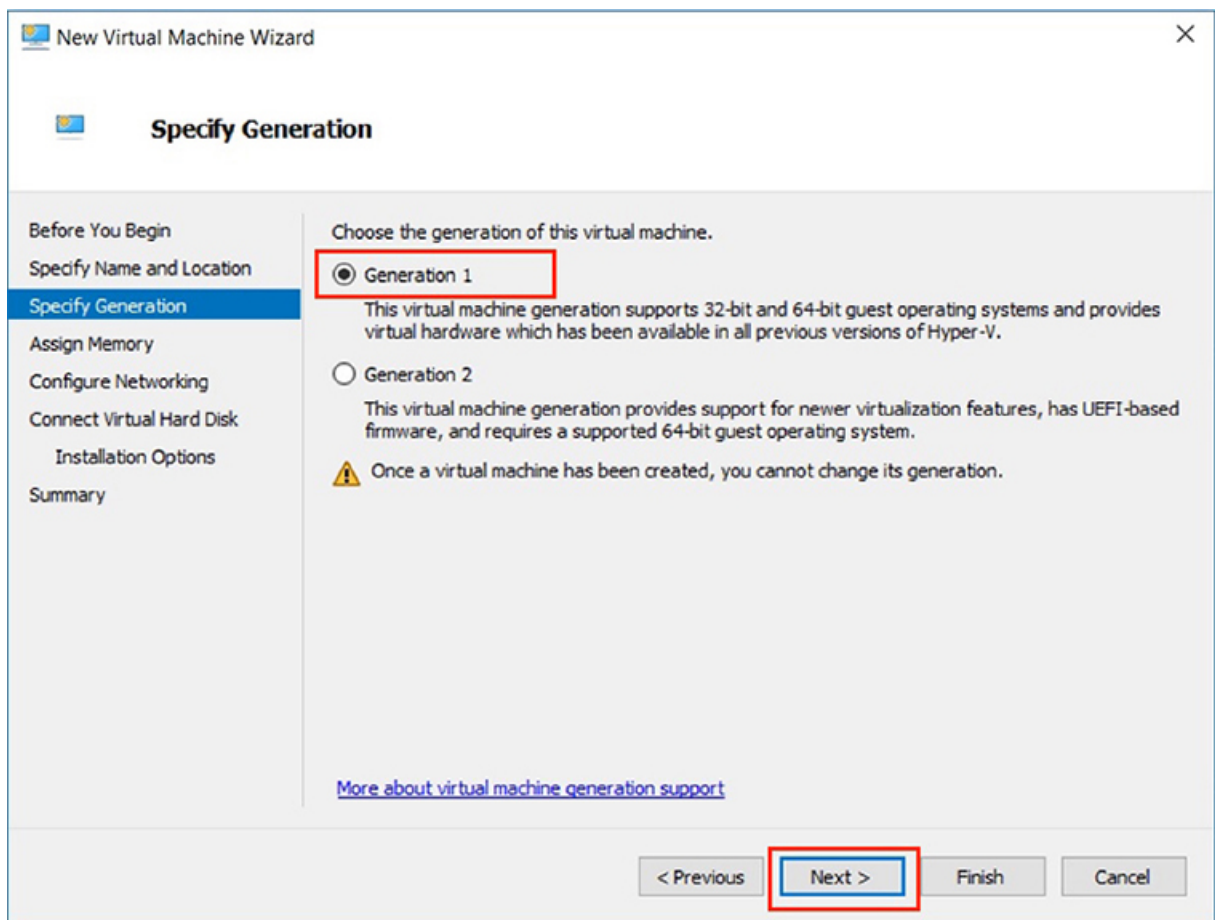 New Virtual Machine Wizard
Specify Generation
Before You Begin
Specify Name and Location
Specify Generation
Assign Memory
Configure Networking
Connect Virtual Hard Disk
Installation Options
Summary
Choose the generation of this virtual machine.
Generation 1
This virtual machine generation supports 32-bit and 64-bit guest operating systems and provides
virtual hardware which has been available in all previous versions of Hyper-V.
Generation 2
This virtual machine generation provides support for newer virtualization features, has UEFI-based
firmware, and requires a supported 64-bit guest operating system.
Once a virtual machine has been created, you cannot change its generation.
More about virtual machine generation support
< Previous
Next >
Finish
Cancel